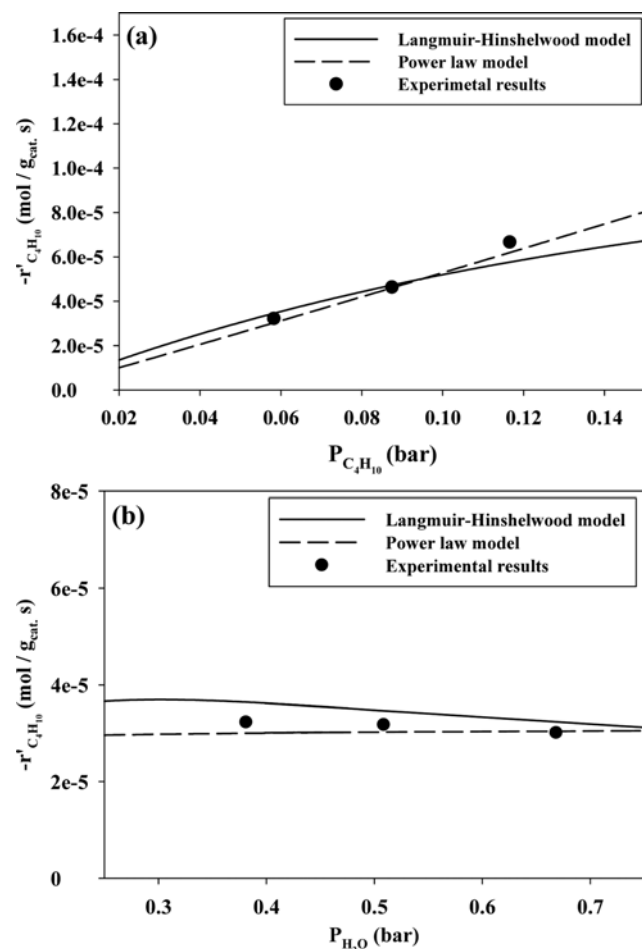 (a)
Langmuir-Hinshelwood model
Power law model
Experimetal results
1.6e-4
1.4e-4
1.2e-4
1.0e-4
8.0e-5
6.0e-5
4.0e-5
2.0e-5
0.0
-r'C4H10 (mol / gcat. s)
0.02 0.04 0.06 0.08 0.10 0.12 0.14
PC4H10 (bar)
(b)
Langmuir-Hinshelwood model
Power law model
Experimental results
8e-5
6e-5
4e-5
2e-5
0
-r'C4H10 (mol / gcat. s)
0.3 0.4 0.5 0.6 0.7
PH2O (bar)